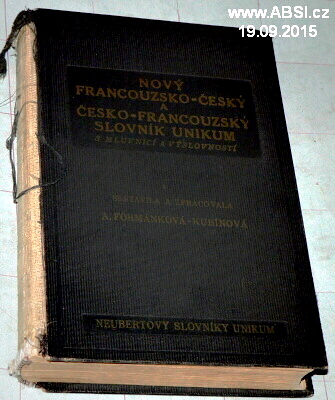 www.ABSI.cz
19.09.2015
NOVÝ
FRANCOUZSKO-ČESKÝ
A
ČESKO-FRANCOUZSKÝ
SLOVNÍK UNIKUM
S MLUVNICÍ A VÝSLOVNOSTÍ
SESTAVILA A ZPRACOVALA
A. FORMÁNKOVÁ-KUBÍNOVÁ
NEUBERTOVY SLOVNÍKY UNIKUM